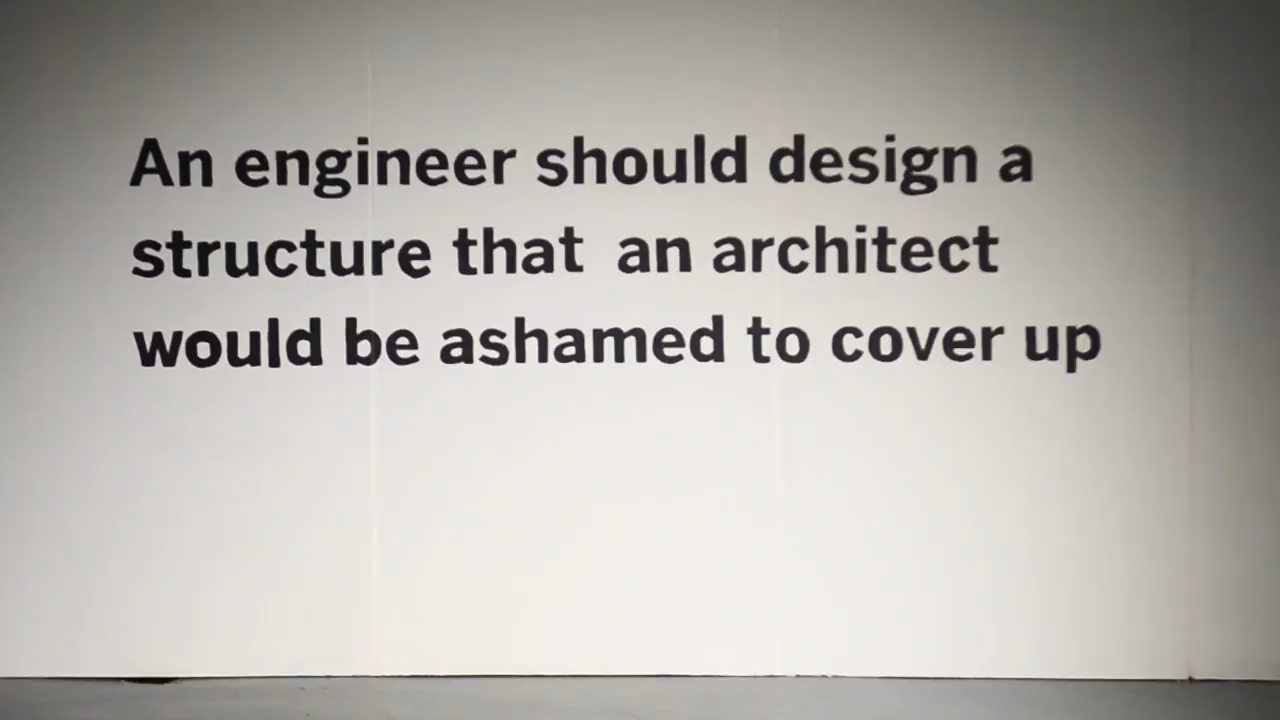 An engineer should design a
structure that an architect
would be ashamed to cover up